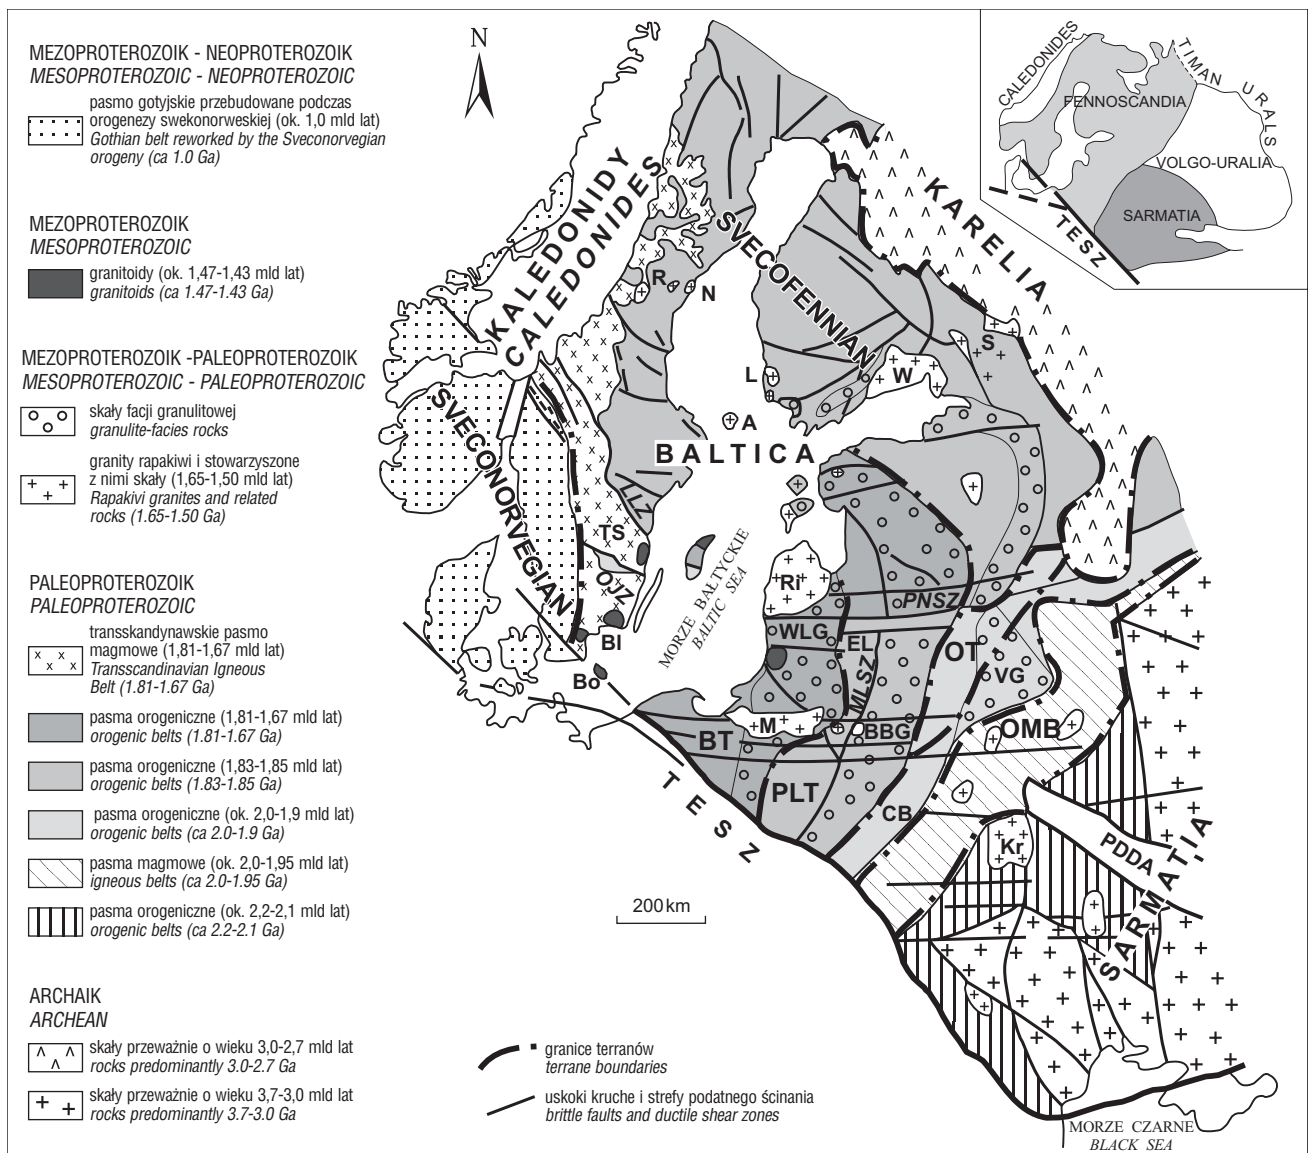 MEZOPROTEROZOIK - NEOPROTEROZOIK
MESOPROTEROZOIC - NEOPROTEROZOIC
pasmo gotyjskie przebudowane podczas
orogenezy swekonorweskiej (ok. 1,0 mld lat)
Gothian belt reworked by the Sveconorvegian
orogeny (ca 1.0 Ga)
MEZOPROTEROZOIK
MESOPROTEROZOIC
granitoidy (ok. 1,47-1,43 mld lat)
granitoids (ca 1.47-1.43 Ga)
MEZOPROTEROZOIK -PALEOPROTEROZOIK
MESOPROTEROZOIC - PALEOPROTEROZOIC
skały facji granulitowej
granulite-facies rocks
granity rapakiwi i stowarzyszone
z nimi skały (1,65-1,50 mld lat)
Rapakivi granites and related
rocks (1.65-1.50 Ga)
PALEOPROTEROZOIK
PALEOPROTEROZOIC
transskandynawskie pasmo
magmowe (1,81-1,67 mld lat)
Transscandinavian Igneous
Belt (1.81-1.67 Ga)
pasma orogeniczne (1,81-1,67 mld lat)
orogenic belts (1.81-1.67 Ga)
pasma orogeniczne (1,83-1,85 mld lat)
orogenic belts (1.83-1.85 Ga)
pasma orogeniczne (ok. 2,0-1,9 mld lat)
orogenic belts (ca 2.0-1.9 Ga)
pasma magmowe (ok. 2,0-1,95 mld lat)
igneous belts (ca 2.0-1.95 Ga)
pasma orogeniczne (ok. 2,2-2,1 mld lat)
orogenic belts (ca 2.2-2.1 Ga)
ARCHAIK
ARCHEAN
skały przeważnie o wieku 3,0-2,7 mld lat
rocks predominantly 3.0-2.7 Ga
skały przeważnie o wieku 3,7-3,0 mld lat
rocks predominantly 3.7-3.0 Ga
granice terranów
terrane boundaries
uskoki kruche i strefy podatnego ścinania
brittle faults and ductile shear zones
N
KALEDONIDY
CALEDONIDES
SVECOFENNIAN
KARELIA
R
N
S
L
W
A
BALTICA
SVECONORVEGIAN
LLZ
TS
OJZ
MORZE BAŁTYCKIE
BALTIC SEA
RI
PNSZ
WLG
EL
OT
Bl
VG
MLSZ
Bo
M
BT
BBG
OMB
PLT
CB
Kr
PDDA
TESZ
SARMATIA
200 km
MORZE CZARNE
BLACK SEA
CALEDONIDES
TIMAN
URALS
FENNOSCANDIA
VOLGO-URALIA
SARMATIA
TESZ